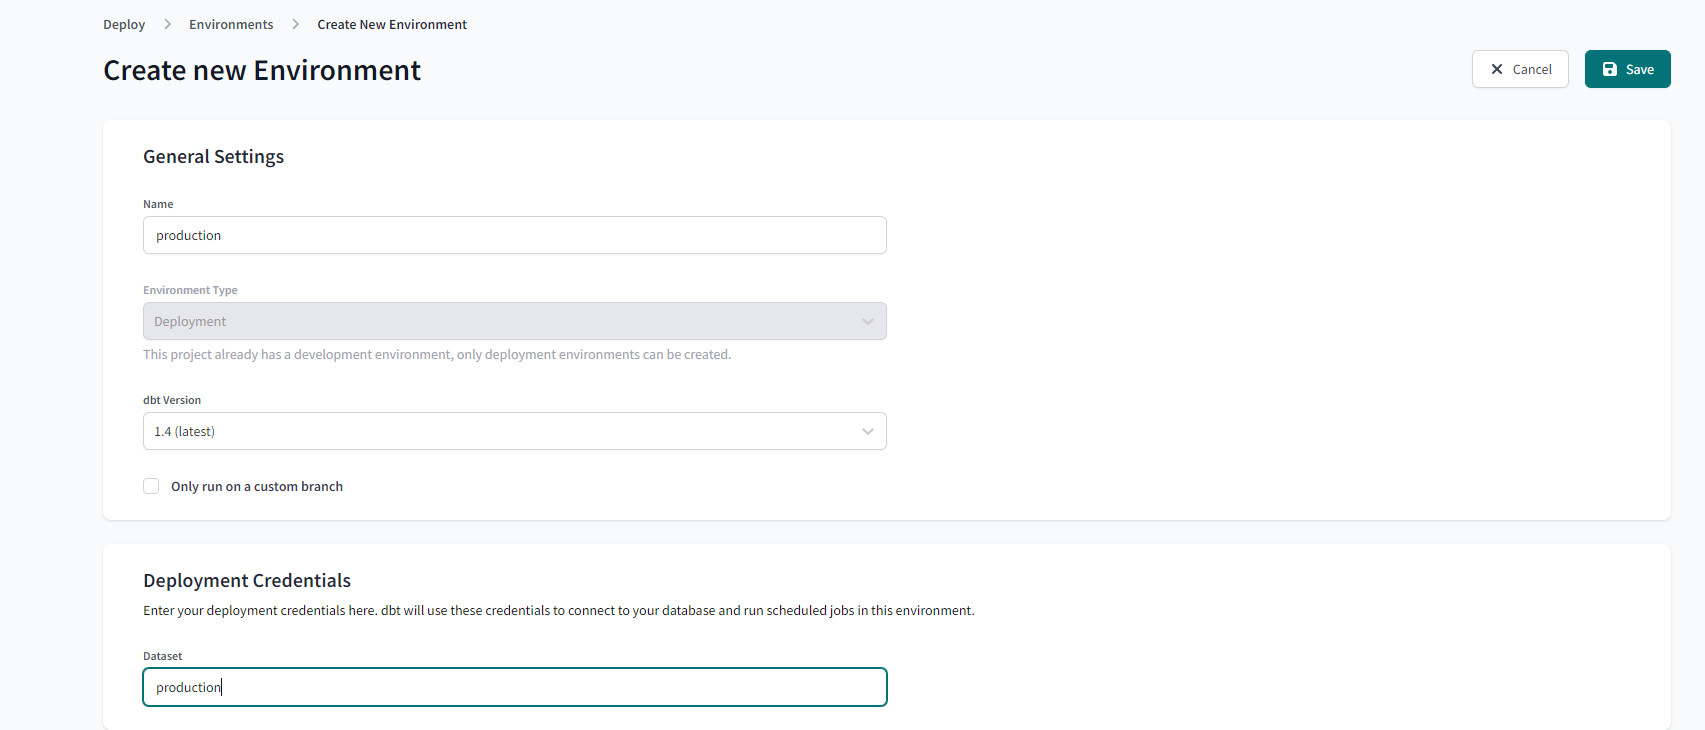 Deploy > Environments > Create New Environment
Create new Environment
Cancel
Save
General Settings
Name
production
Environment Type
Deployment
This project already has a development environment, only deployment environments can be created.
dbt Version
1.4 (latest)
Only run on a custom branch
Deployment Credentials
Enter your deployment credentials here. dbt will use these credentials to connect to your database and run scheduled jobs in this environment.
Dataset
production